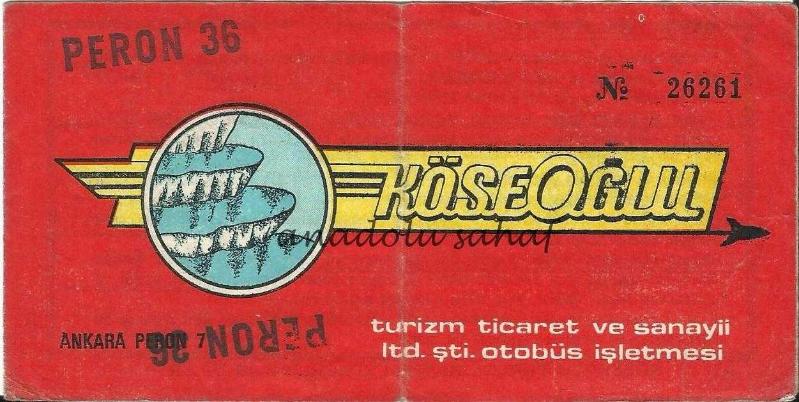 PERON 36
№ 26261
KÖSEOĞLU
anadolu sahaf
ANKARA PERON 7
PERON 36
turizm ticaret ve sanayii
ltd. şti. otobüs işletmesi